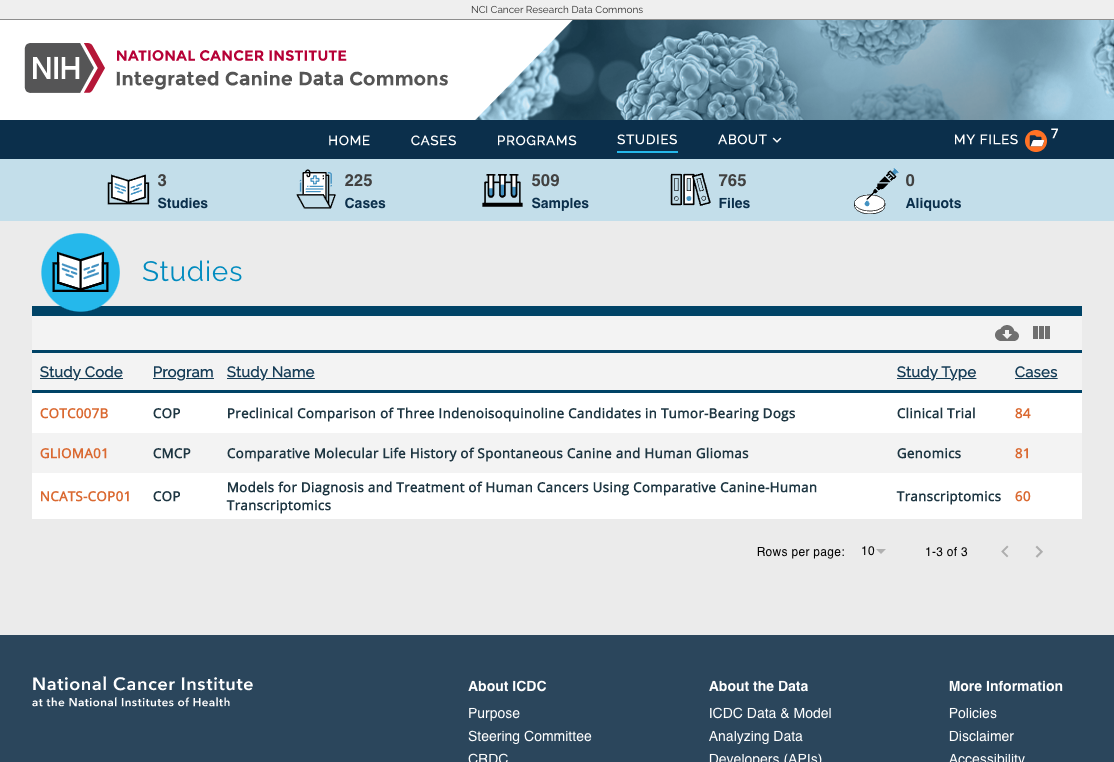 NCI Cancer Research Data Commons
NIH
NATIONAL CANCER INSTITUTE
Integrated Canine Data Commons
HOME CASES PROGRAMS STUDIES ABOUT MY FILES 7
3 Studies
225 Cases
509 Samples
765 Files
0 Aliquots
Studies
Study Code Program Study Name Study Type Cases
COTC007B COP Preclinical Comparison of Three Indenoisoquinoline Candidates in Tumor-Bearing Dogs Clinical Trial 84
GLIOMA01 CMCP Comparative Molecular Life History of Spontaneous Canine and Human Gliomas Genomics 81
NCATS-COP01 COP Models for Diagnosis and Treatment of Human Cancers Using Comparative Canine-Human
Transcriptomics Transcriptomics 60
Rows per page: 10 1-3 of 3
National Cancer Institute
at the National Institutes of Health
About ICDC
Purpose
Steering Committee
CRDC
About the Data
ICDC Data & Model
Analyzing Data
Developers (APIs)
More Information
Policies
Disclaimer
Accessibility